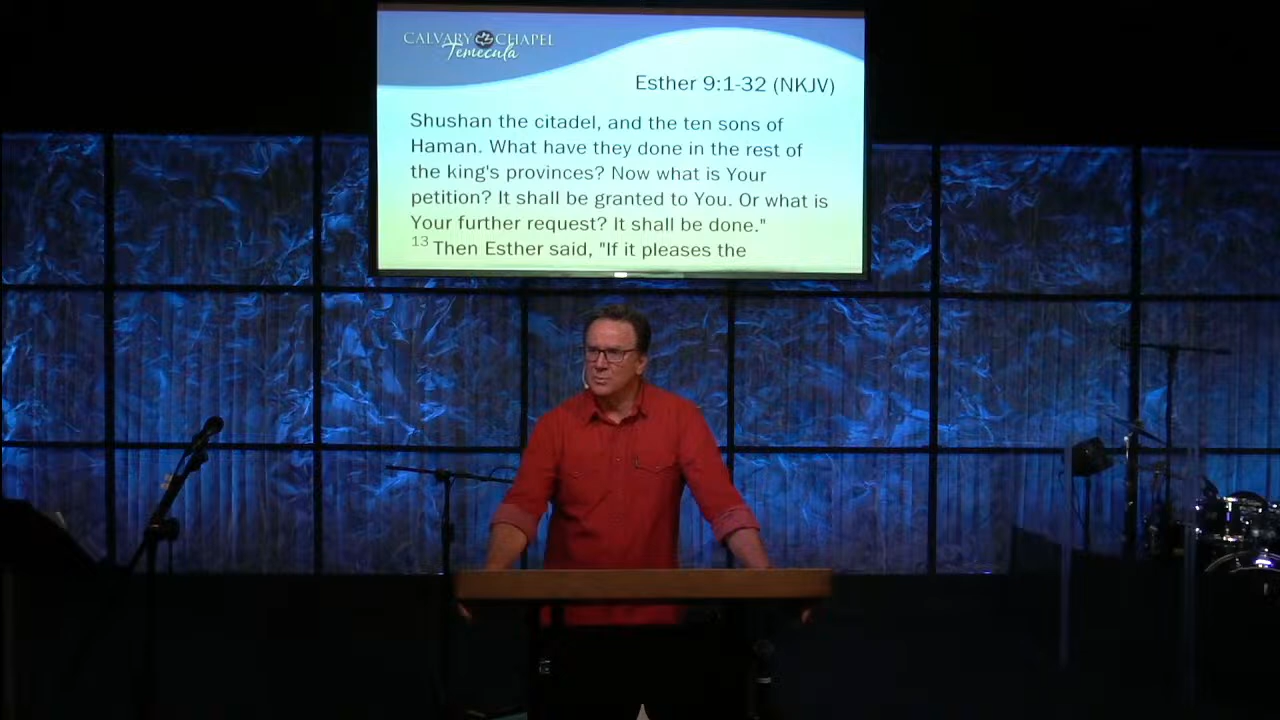 CALVARY CHAPEL
Temecula
Esther 9:1-32 (NKJV)
Shushan the citadel, and the ten sons of
Haman. What have they done in the rest of
the king's provinces? Now what is Your
petition? It shall be granted to You. Or what is
Your further request? It shall be done."
13 Then Esther said, "If it pleases the